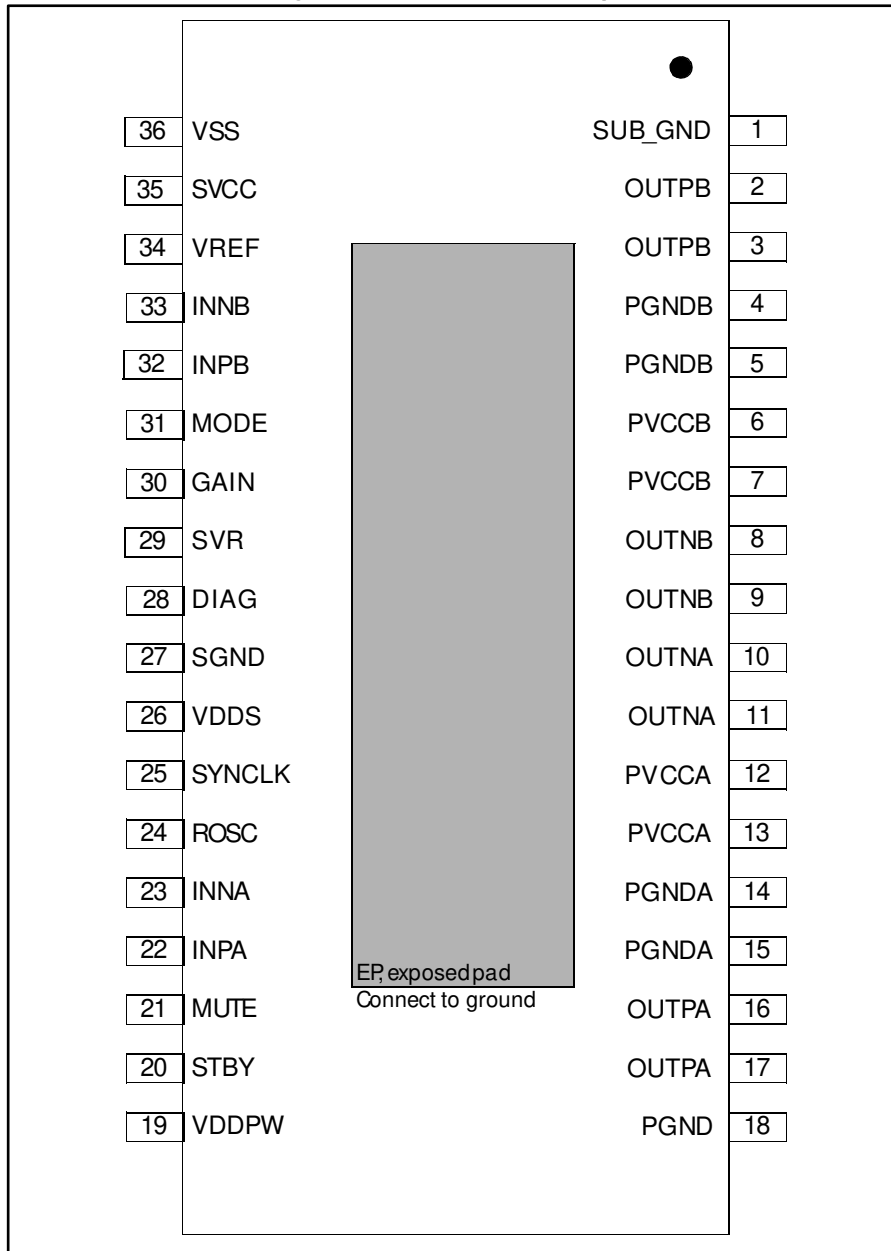 36 VSS SUB_GND 1
35 SVCC OUTPB 2
34 VREF OUTPB 3
33 INNB PGNDB 4
32 INPB PGNDB 5
31 MODE PVCCB 6
30 GAIN PVCCB 7
29 SVR OUTNB 8
28 DIAG OUTNB 9
27 SGND OUTNA 10
26 VDDS OUTNA 11
25 SYNCLK PVCCA 12
24 ROSC PVCCA 13
23 INNA PGNDA 14
22 INPA PGNDA 15
EP, exposed pad
Connect to ground
21 MUTE OUTPA 16
20 STBY OUTPA 17
19 VDDPW PGND 18